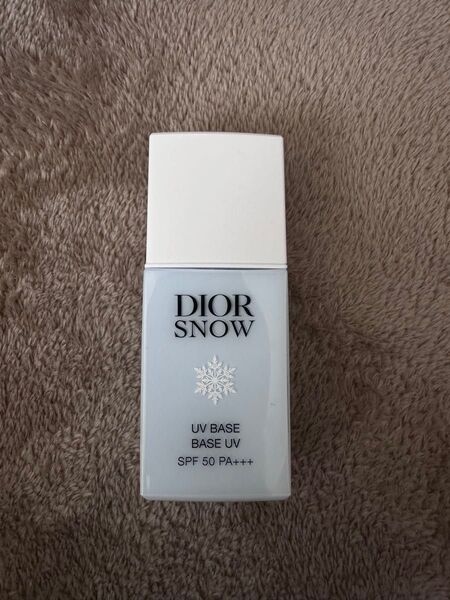 DIOR
SNOW
UV BASE
BASE UV
SPF 50 PA+++